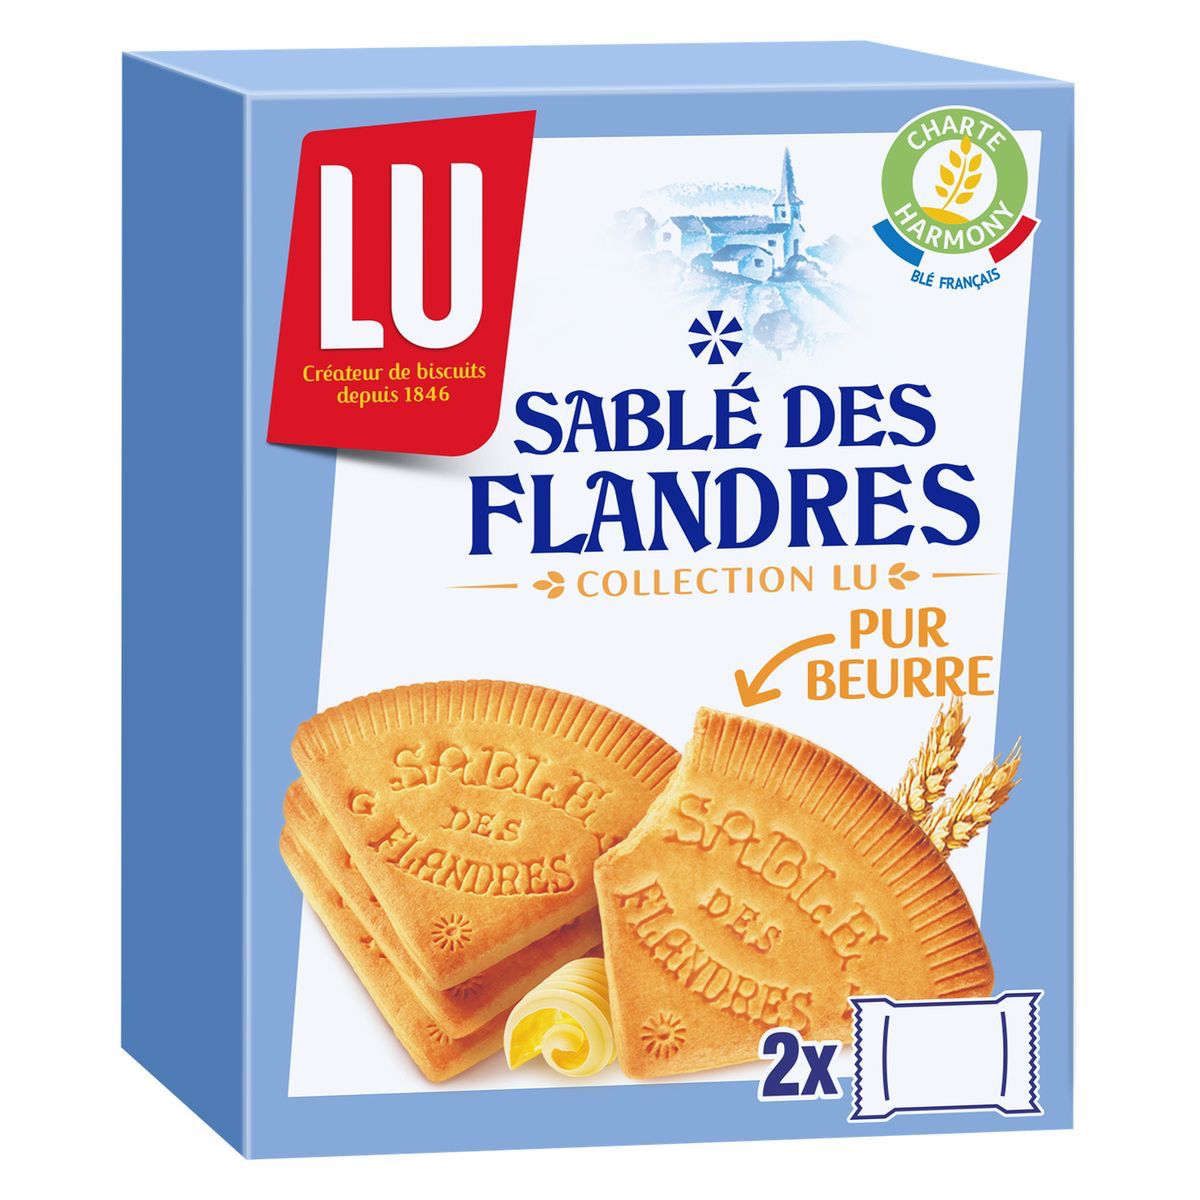 LU
Créateur de biscuits
depuis 1846
CHARTE
HARMONY
BLÉ FRANÇAIS
SABLÉ DES
FLANDRES
COLLECTION LU
PUR
BEURRE
SABLE
DES
FLANDRES
SABLE
DES
FLANDRES
2x